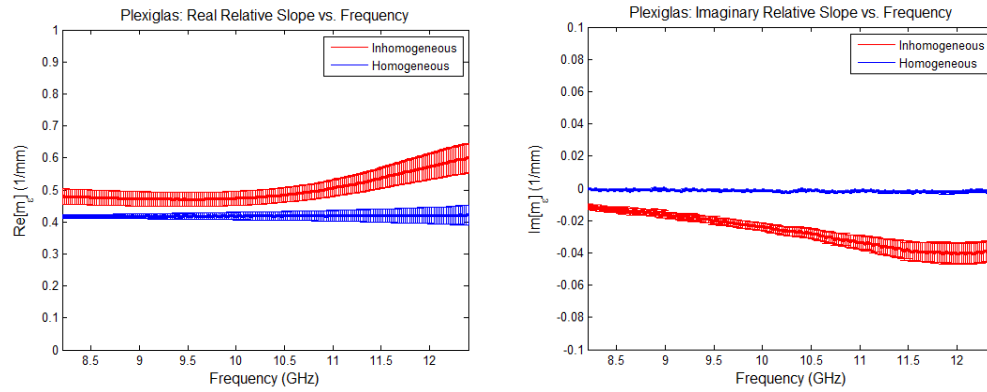 Plexiglas: Real Relative Slope vs. Frequency
1
0.9
0.8
0.7
0.6
0.5
0.4
0.3
0.2
0.1
0
Re[m_ε] (1/mm)
Inhomogeneous
Homogeneous
8.5 9 9.5 10 10.5 11 11.5 12
Frequency (GHz)
Plexiglas: Imaginary Relative Slope vs. Frequency
0.1
0.08
0.06
0.04
0.02
0
-0.02
-0.04
-0.06
-0.08
-0.1
Im[m_ε] (1/mm)
Inhomogeneous
Homogeneous
8.5 9 9.5 10 10.5 11 11.5 12
Frequency (GHz)